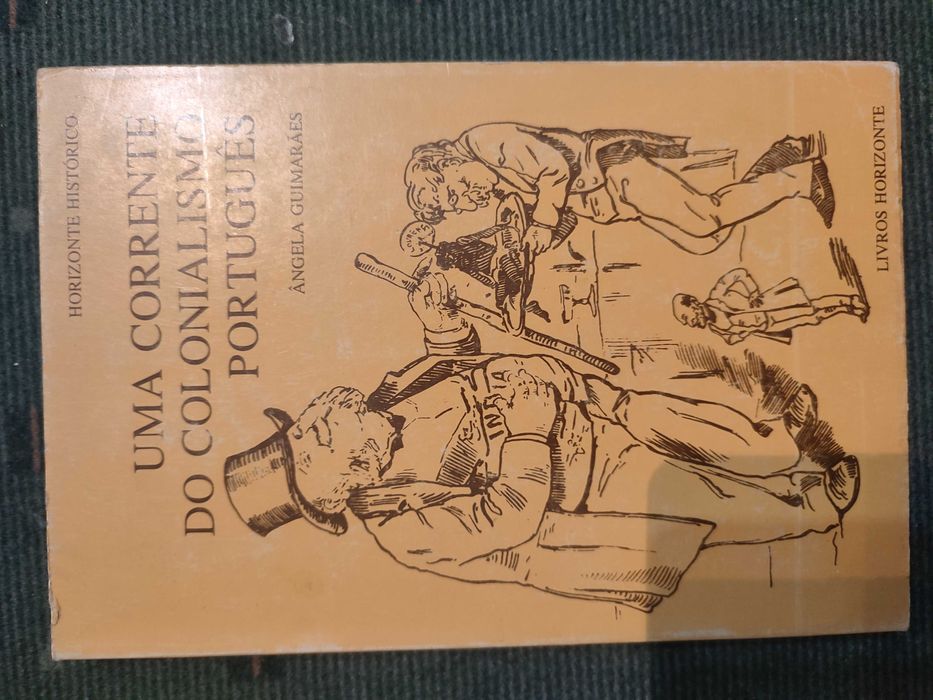 HORIZONTE HISTÓRICO
UMA CORRENTE
DO COLONIALISMO
PORTUGUÊS
ÂNGELA GUIMARÃES
LIVROS HORIZONTE